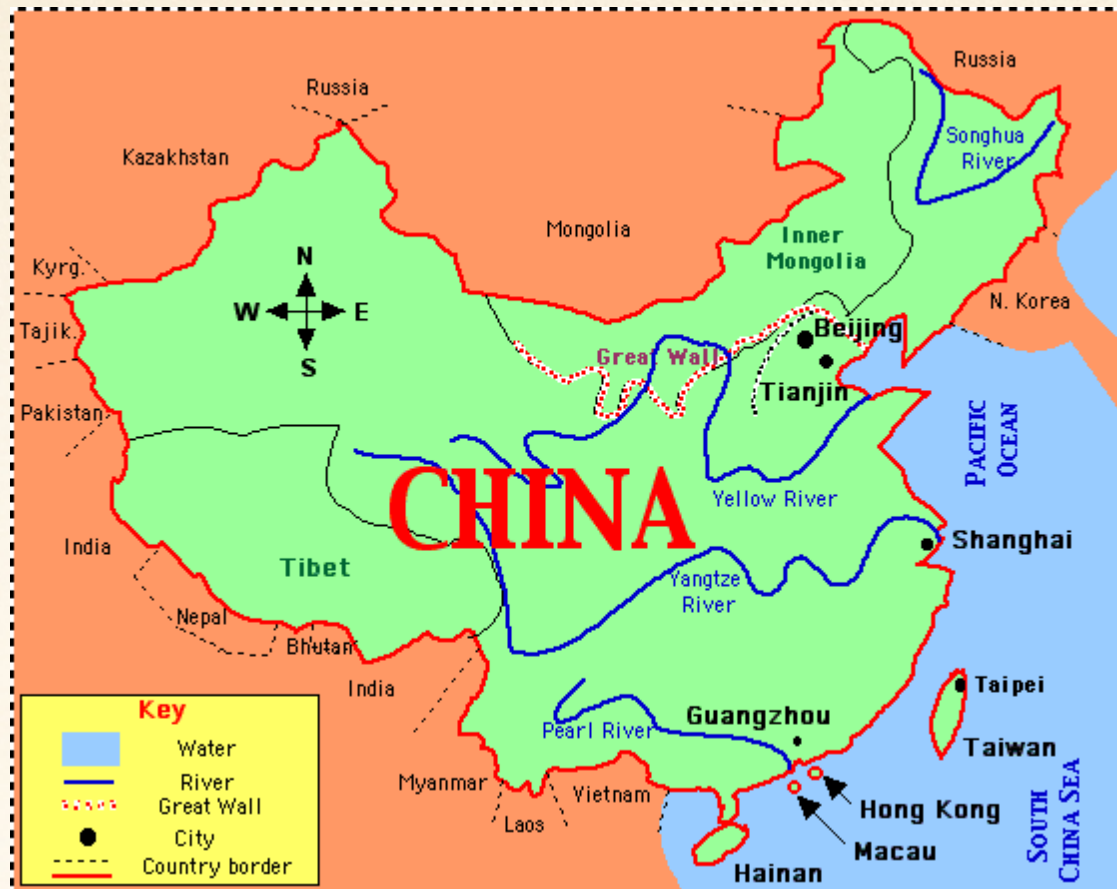 Russia
Russia
Kazakhstan
Songhua
River
Mongolia
Inner
Mongolia
N
Kyrg.
W
E
N. Korea
Tajik.
Beijing
Great Wall
S
Tianjin
Pakistan
PACIFIC
OCEAN
CHINA
Yellow River
India
Shanghai
Tibet
Yangtze
River
Nepal
Bhutan
India
Taipei
Key
Guangzhou
Pearl River
Water
Taiwan
River
Myanmar
Vietnam
Great Wall
Hong Kong
Laos
City
Macau
SOUTH
CHINA SEA
Country border
Hainan